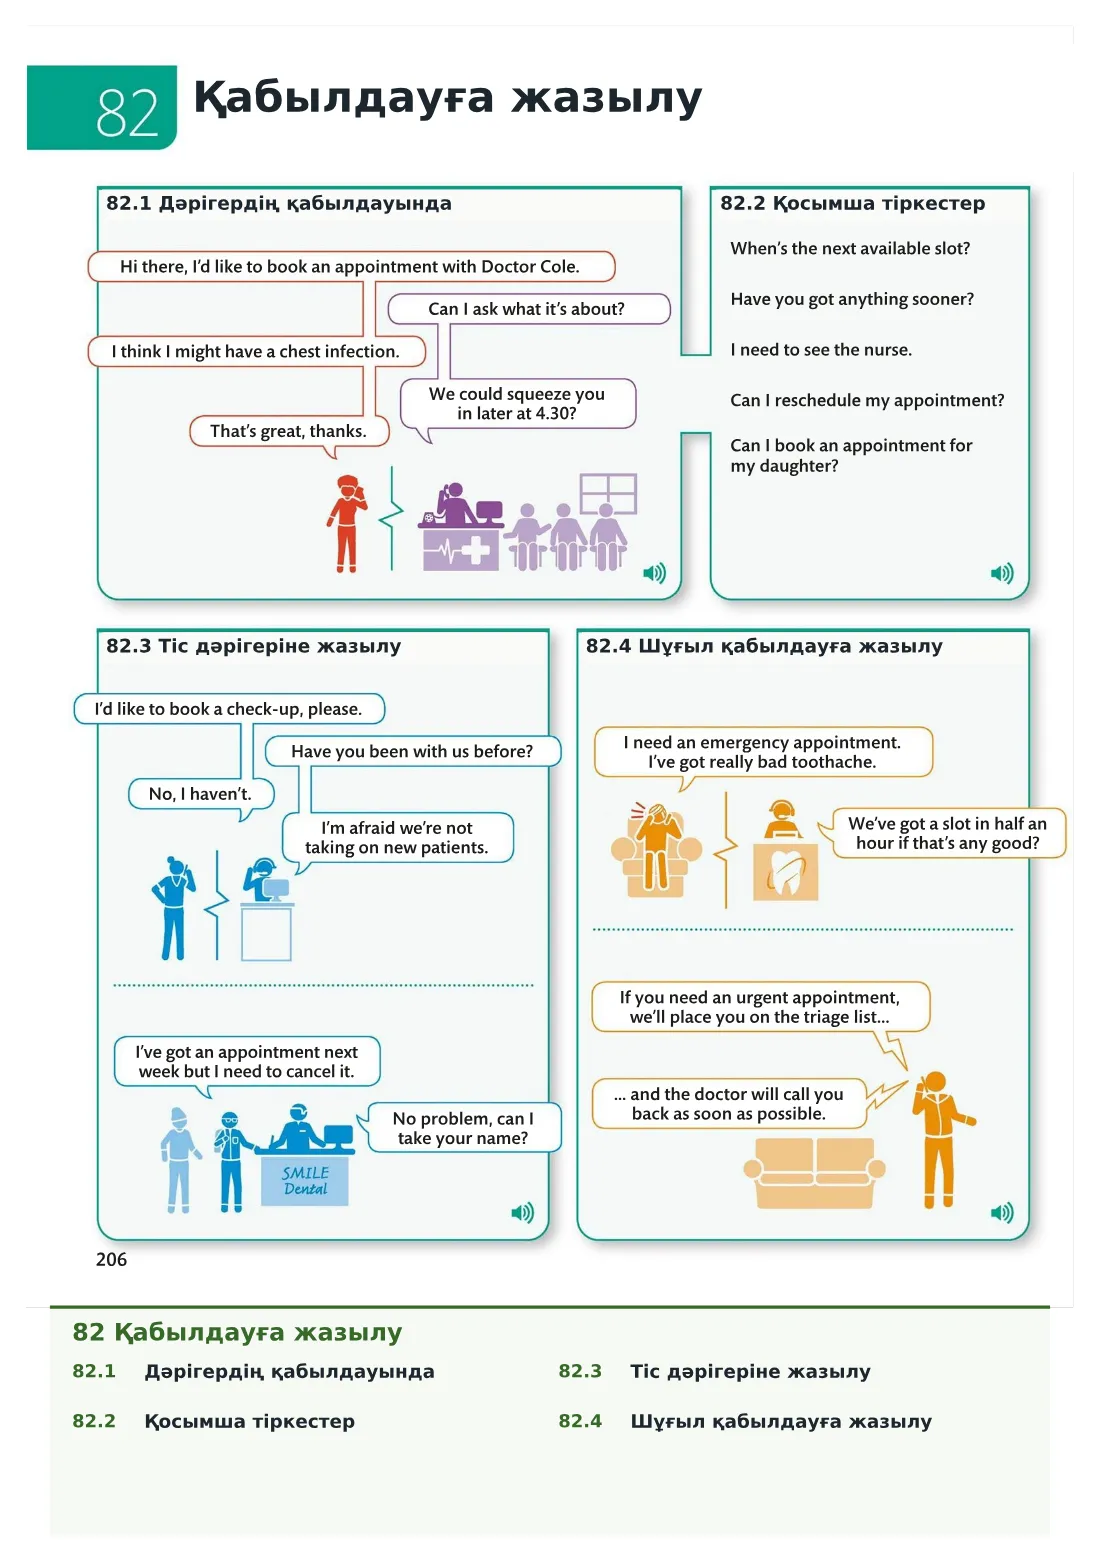 82
Қабылдауға жазылу
82.1 Дәрігердің қабылдауында
Hi there, I'd like to book an appointment with Doctor Cole.
Can I ask what it's about?
I think I might have a chest infection.
We could squeeze you
in later at 4.30?
That's great, thanks.
82.2 Қосымша тіркестер
When's the next available slot?
Have you got anything sooner?
I need to see the nurse.
Can I reschedule my appointment?
Can I book an appointment for
my daughter?
82.3 Тіс дәрігеріне жазылу
I'd like to book a check-up, please.
Have you been with us before?
No, I haven't.
I'm afraid we're not
taking on new patients.
I've got an appointment next
week but I need to cancel it.
No problem, can I
take your name?
SMILE
Dental
82.4 Шұғыл қабылдауға жазылу
I need an emergency appointment.
I've got really bad toothache.
We've got a slot in half an
hour if that's any good?
If you need an urgent appointment,
we'll place you on the triage list...
... and the doctor will call you
back as soon as possible.
206
82 Қабылдауға жазылу
82.1 Дәрігердің қабылдауында
82.2 Қосымша тіркестер
82.3 Тіс дәрігеріне жазылу
82.4 Шұғыл қабылдауға жазылу